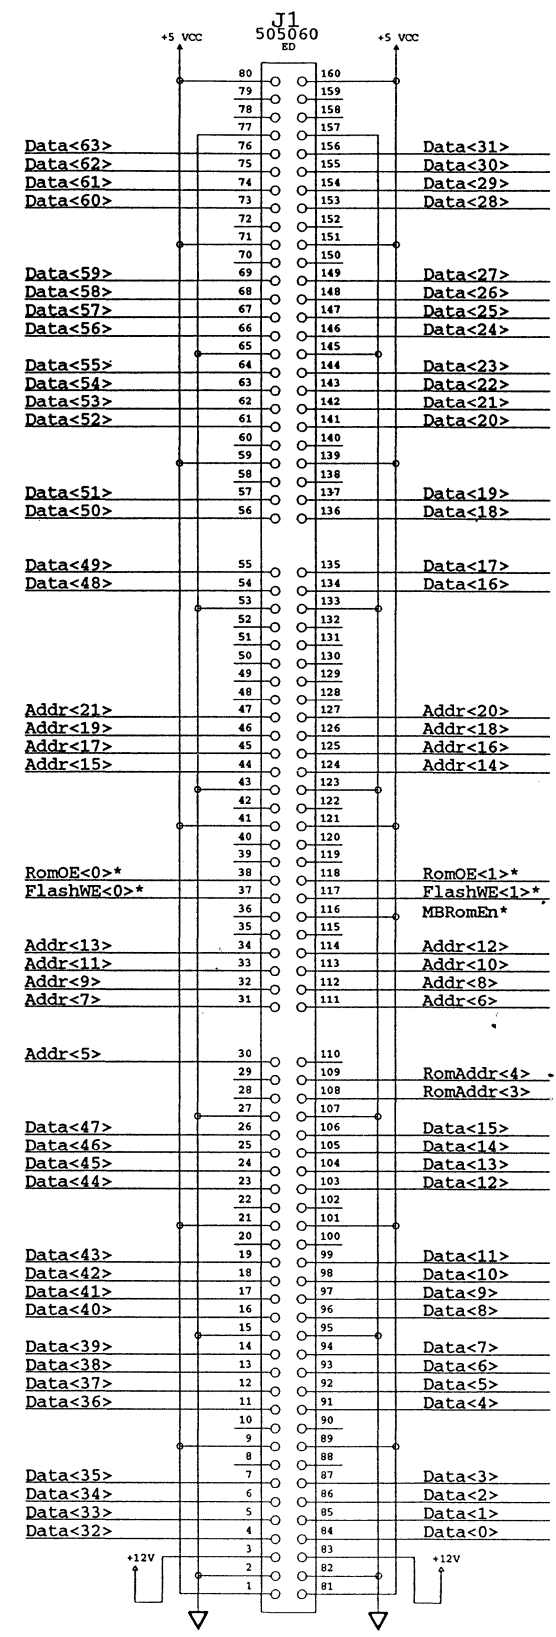 J1
505060
ED
+5 VCC +5 VCC
80 160
79 159
78 158
77 157
Data<63> 76 156 Data<31>
Data<62> 75 155 Data<30>
Data<61> 74 154 Data<29>
Data<60> 73 153 Data<28>
72 152
71 151
70 150
Data<59> 69 149 Data<27>
Data<58> 68 148 Data<26>
Data<57> 67 147 Data<25>
Data<56> 66 146 Data<24>
65 145
Data<55> 64 144 Data<23>
Data<54> 63 143 Data<22>
Data<53> 62 142 Data<21>
Data<52> 61 141 Data<20>
60 140
59 139
58 138
Data<51> 57 137 Data<19>
Data<50> 56 136 Data<18>
Data<49> 55 135 Data<17>
Data<48> 54 134 Data<16>
53 133
52 132
51 131
50 130
49 129
48 128
Addr<21> 47 127 Addr<20>
Addr<19> 46 126 Addr<18>
Addr<17> 45 125 Addr<16>
Addr<15> 44 124 Addr<14>
43 123
42 122
41 121
40 120
39 119
RomOE<0>* 38 118 RomOE<1>*
FlashWE<0>* 37 117 FlashWE<1>*
36 116 MBRomEn*
35 115
Addr<13> 34 114 Addr<12>
Addr<11> 33 113 Addr<10>
Addr<9> 32 112 Addr<8>
Addr<7> 31 111 Addr<6>
Addr<5> 30 110
29 109 RomAddr<4>
28 108 RomAddr<3>
27 107
Data<47> 26 106 Data<15>
Data<46> 25 105 Data<14>
Data<45> 24 104 Data<13>
Data<44> 23 103 Data<12>
22 102
21 101
20 100
Data<43> 19 99 Data<11>
Data<42> 18 98 Data<10>
Data<41> 17 97 Data<9>
Data<40> 16 96 Data<8>
15 95
Data<39> 14 94 Data<7>
Data<38> 13 93 Data<6>
Data<37> 12 92 Data<5>
Data<36> 11 91 Data<4>
10 90
9 89
8 88
Data<35> 7 87 Data<3>
Data<34> 6 86 Data<2>
Data<33> 5 85 Data<1>
Data<32> 4 84 Data<0>
+12V 3 83 +12V
2 82
1 81